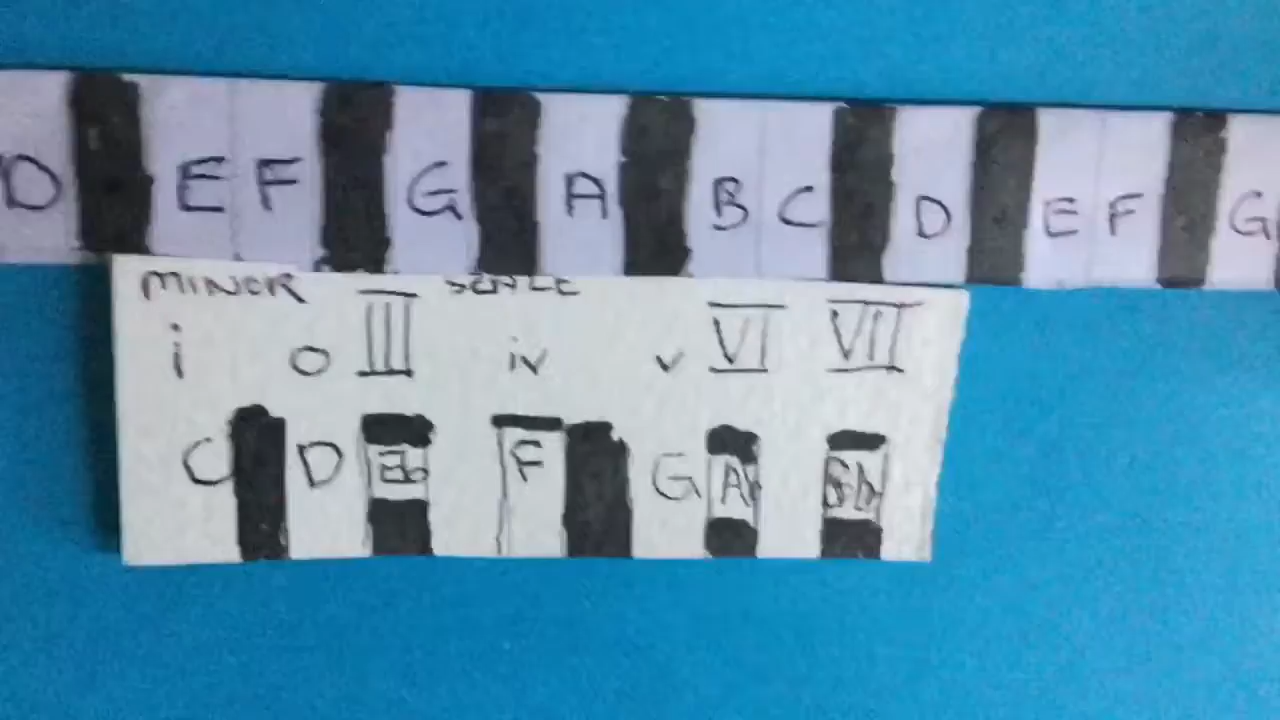 D E F G A B C D E F G
MINOR SCALE
i o III iv v VI VII
C D Eb F G Ab Bb